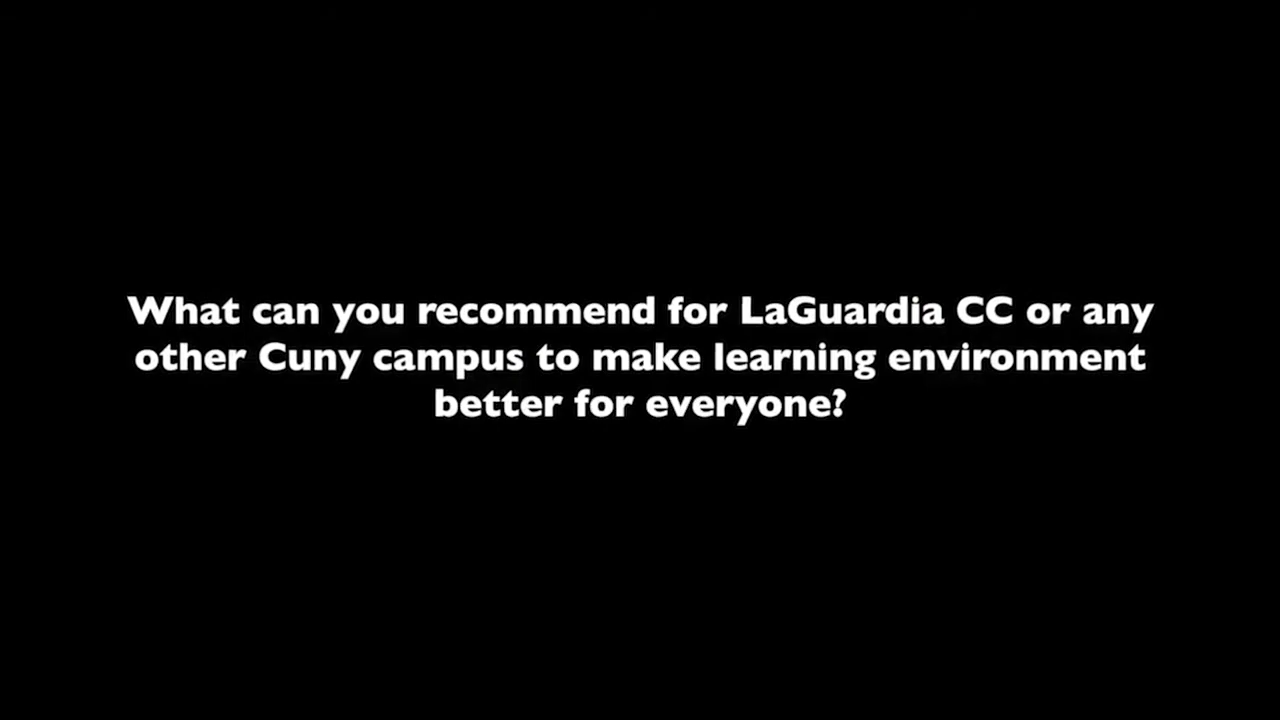 What can you recommend for LaGuardia CC or any
other Cuny campus to make learning environment
better for everyone?